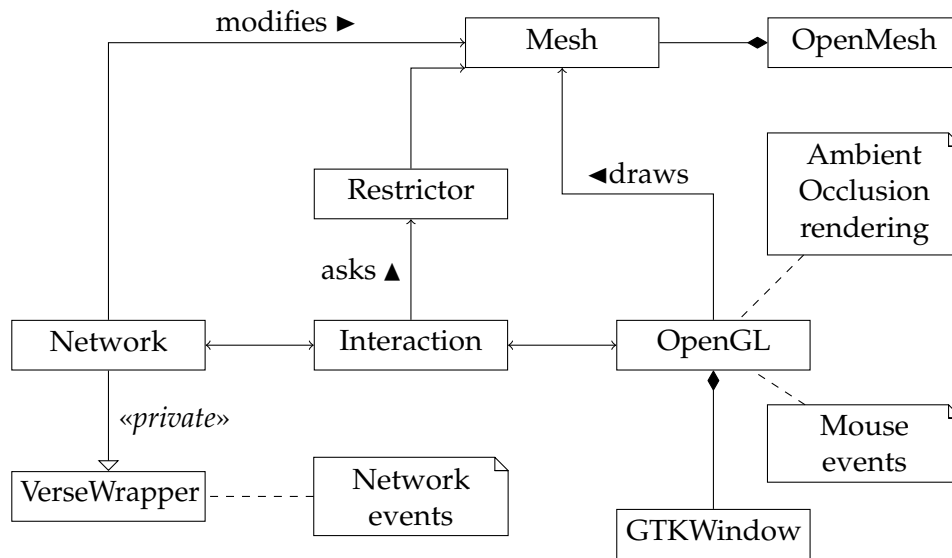 modifies ►
Mesh
OpenMesh
Ambient
Occlusion
rendering
Restrictor
◄draws
asks ▲
Network
Interaction
OpenGL
«private»
Mouse
events
VerseWrapper
Network
events
GTKWindow